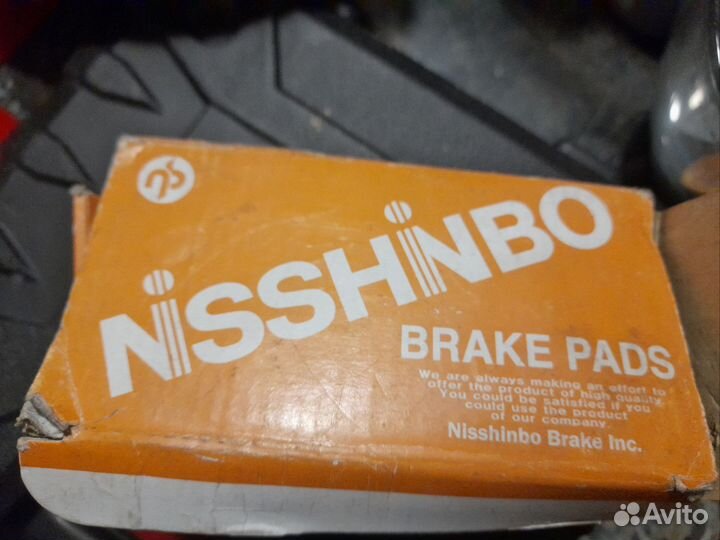 ns
NiSSHiNBO
BRAKE PADS
We are always making an effort to
offer the product of high quality.
You could be satisfied if you
could use the product
of our company.
Nisshinbo Brake Inc.
Avito